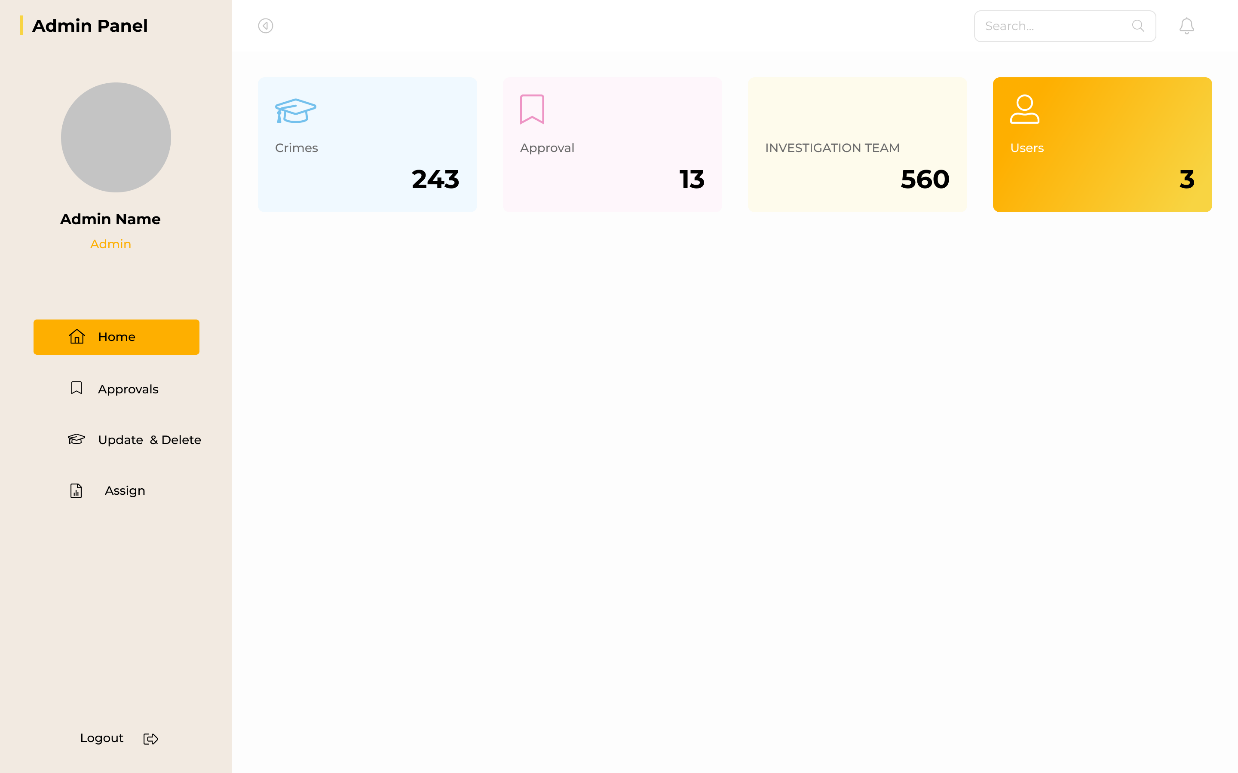 Admin Panel
Search...
Crimes
243
Approval
13
INVESTIGATION TEAM
560
Users
3
Admin Name
Admin
Home
Approvals
Update & Delete
Assign
Logout